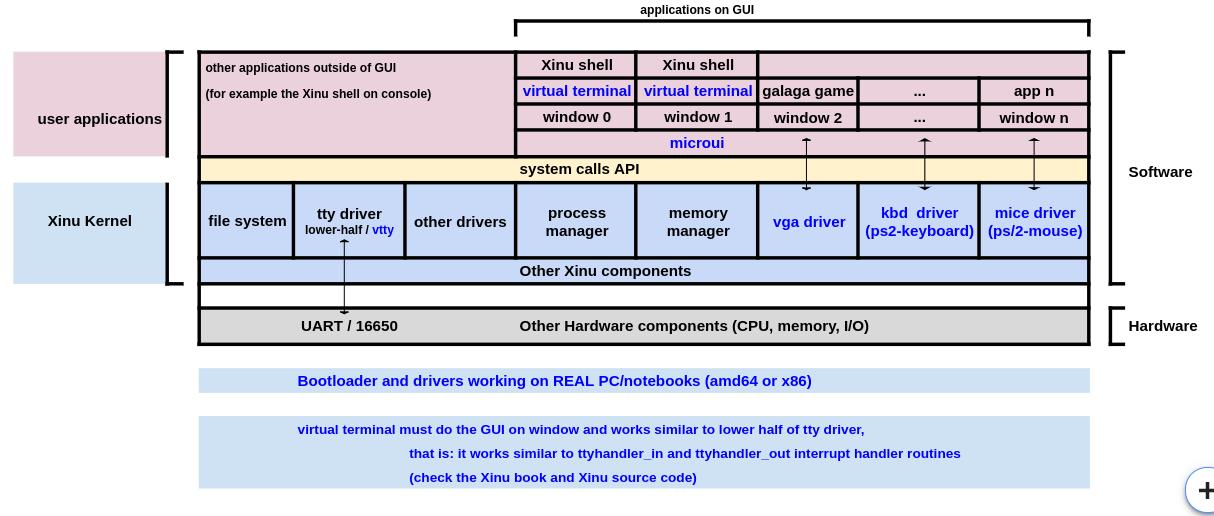 applications on GUI
other applications outside of GUI
(for example the Xinu shell on console)
Xinu shell
Xinu shell
virtual terminal
virtual terminal
galaga game
...
app n
user applications
window 0
window 1
window 2
...
window n
microui
system calls API
Software
Xinu Kernel
file system
tty driver
lower-half / vtty
other drivers
process
manager
memory
manager
vga driver
kbd  driver
(ps2-keyboard)
mice driver
(ps/2-mouse)
Other Xinu components
UART / 16650
Other Hardware components (CPU, memory, I/O)
Hardware
Bootloader and drivers working on REAL PC/notebooks (amd64 or x86)
virtual terminal must do the GUI on window and works similar to lower half of tty driver,
that is: it works similar to ttyhandler_in and ttyhandler_out interrupt handler routines
(check the Xinu book and Xinu source code)